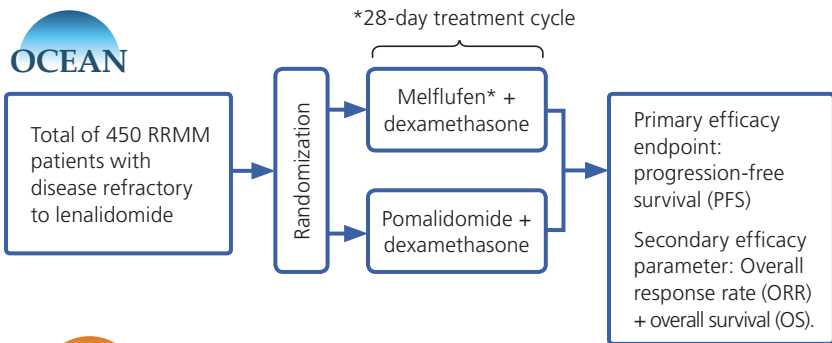 *28-day treatment cycle
OCEAN
Total of 450 RRMM
patients with
disease refractory
to lenalidomide
Randomization
Melflufen* +
dexamethasone
Pomalidomide +
dexamethasone
Primary efficacy
endpoint:
progression-free
survival (PFS)
Secondary efficacy
parameter: Overall
response rate (ORR)
+ overall survival (OS).